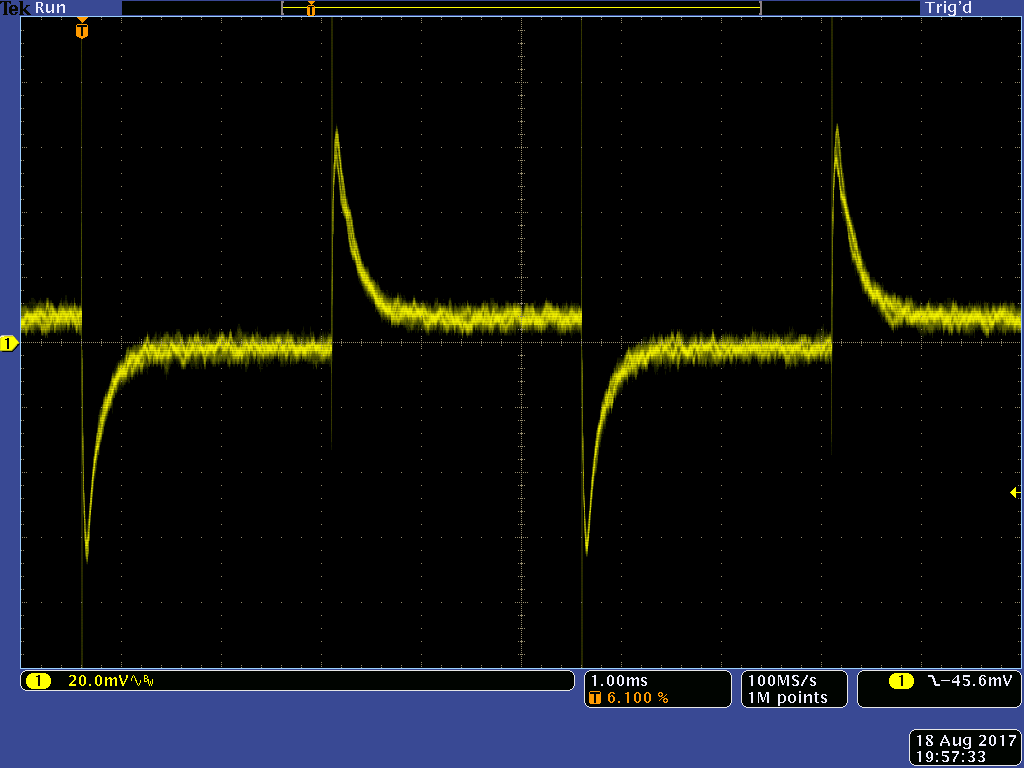 Tek Run Trig'd
T
T
1
1 20.0mV∿BW 1.00ms 100MS/s 1 ⤵−45.6mV
T 6.100 % 1M points
18 Aug 2017
19:57:33